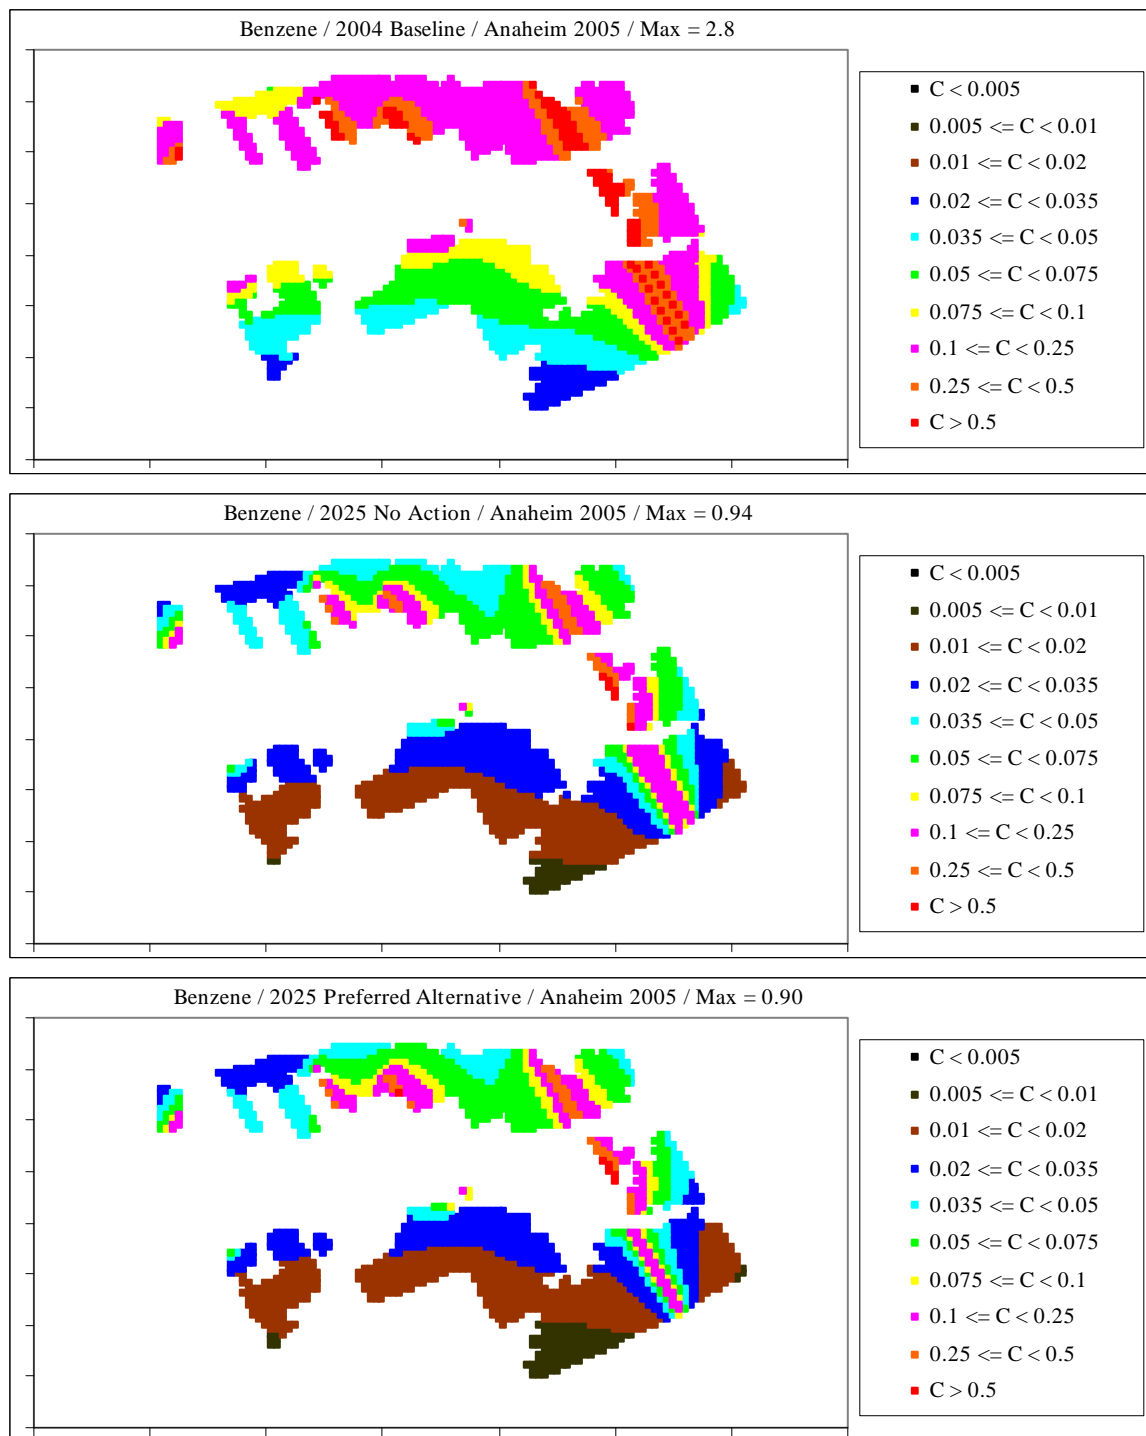 Benzene / 2004 Baseline / Anaheim 2005 / Max = 2.8
C < 0.005
0.005 <= C < 0.01
0.01 <= C < 0.02
0.02 <= C < 0.035
0.035 <= C < 0.05
0.05 <= C < 0.075
0.075 <= C < 0.1
0.1 <= C < 0.25
0.25 <= C < 0.5
C > 0.5
Benzene / 2025 No Action / Anaheim 2005 / Max = 0.94
C < 0.005
0.005 <= C < 0.01
0.01 <= C < 0.02
0.02 <= C < 0.035
0.035 <= C < 0.05
0.05 <= C < 0.075
0.075 <= C < 0.1
0.1 <= C < 0.25
0.25 <= C < 0.5
C > 0.5
Benzene / 2025 Preferred Alternative / Anaheim 2005 / Max = 0.90
C < 0.005
0.005 <= C < 0.01
0.01 <= C < 0.02
0.02 <= C < 0.035
0.035 <= C < 0.05
0.05 <= C < 0.075
0.075 <= C < 0.1
0.1 <= C < 0.25
0.25 <= C < 0.5
C > 0.5